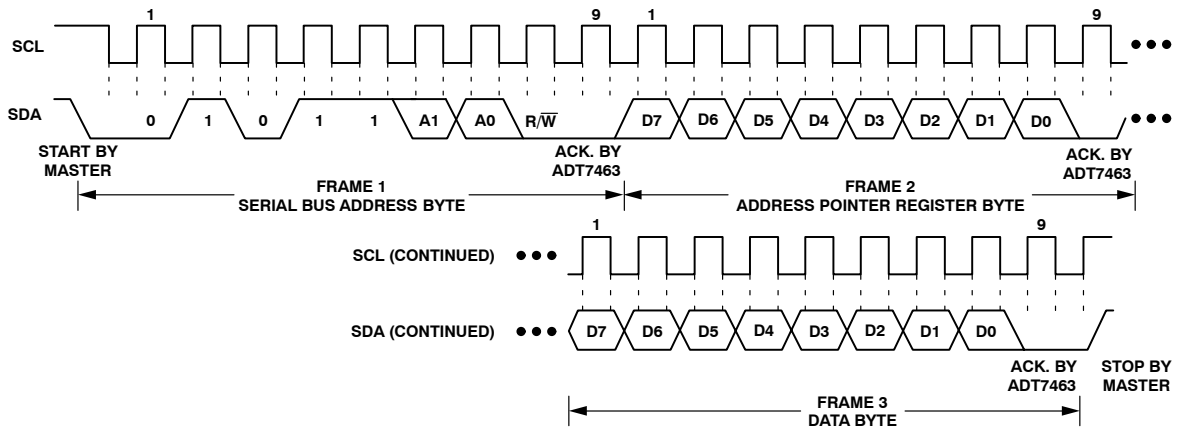 1 9 1 9
SCL
SDA 0 1 0 1 1 A1 A0 R/W̅ D7 D6 D5 D4 D3 D2 D1 D0
START BY
MASTER
ACK. BY
ADT7463
ACK. BY
ADT7463
FRAME 1
SERIAL BUS ADDRESS BYTE
FRAME 2
ADDRESS POINTER REGISTER BYTE
1 9
SCL (CONTINUED)
SDA (CONTINUED) D7 D6 D5 D4 D3 D2 D1 D0
ACK. BY
ADT7463
STOP BY
MASTER
FRAME 3
DATA BYTE